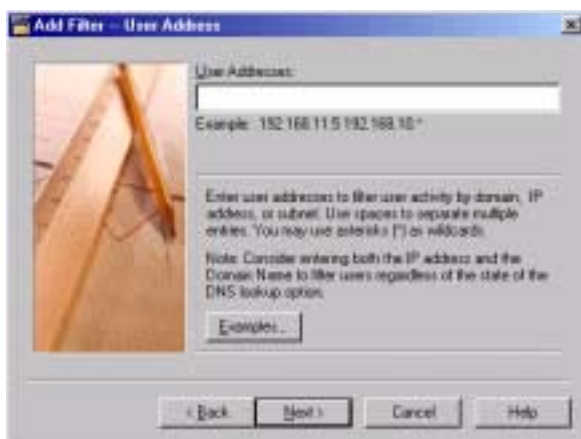 Add Filter -- User Address
User Addresses:
Example: 192.168.11.5 192.168.10.*
Enter user addresses to filter user activity by domain, IP
address, or subnet. Use spaces to separate multiple
entries. You may use asterisks (*) as wildcards.
Note: Consider entering both the IP address and the
Domain Name to filter users regardless of the state of the
DNS lookup option.
Examples...
< Back
Next >
Cancel
Help